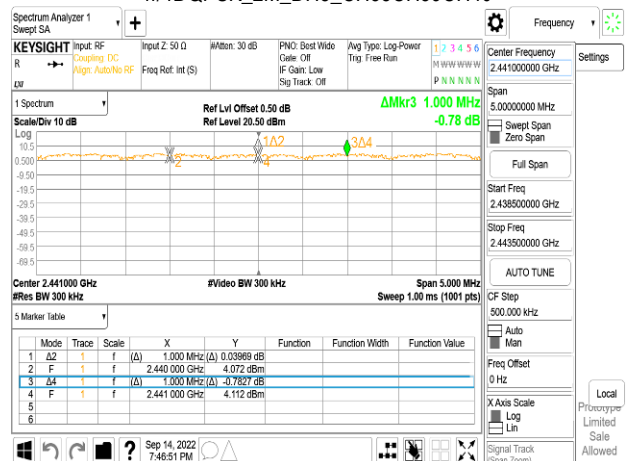 Spectrum Analyzer 1
Swept SA
+
Frequency
KEYSIGHT
R
Input: RF
Coupling: DC
Align: Auto/No RF
Input Z: 50 Ω
Freq Ref: Int (S)
#Atten: 30 dB
PNO: Best Wide
Gate: Off
IF Gain: Low
Sig Track: Off
Avg Type: Log-Power
Trig: Free Run
1 2 3 4 5 6
M W W W W W
P N N N N N
Center Frequency
2.441000000 GHz
Settings
1 Spectrum
Scale/Div 10 dB
Ref Lvl Offset 0.50 dB
Ref Level 20.50 dBm
ΔMkr3 1.000 MHz
-0.78 dB
Span
5.00000000 MHz
Swept Span
Zero Span
Log
10.5
0.500
-9.50
-19.5
-29.5
-39.5
-49.5
-59.5
-69.5
1Δ2
3Δ4
2
4
Full Span
Start Freq
2.438500000 GHz
Stop Freq
2.443500000 GHz
Center 2.441000 GHz
#Res BW 300 kHz
#Video BW 300 kHz
Span 5.000 MHz
Sweep 1.00 ms (1001 pts)
AUTO TUNE
CF Step
500.000 kHz
Auto
Man
5 Marker Table
Mode Trace Scale X Y Function Function Width Function Value
1 Δ2 1 f (Δ) 1.000 MHz (Δ) 0.03969 dB
2 F 1 f 2.440 000 GHz 4.072 dBm
3 Δ4 1 f (Δ) 1.000 MHz (Δ) -0.7827 dB
4 F 1 f 2.441 000 GHz 4.112 dBm
5
6
Freq Offset
0 Hz
X Axis Scale
Log
Lin
Local
Prototype
Limited
Sale
Allowed
Signal Track
(Span Zoom)
?
Sep 14, 2022
7:46:51 PM